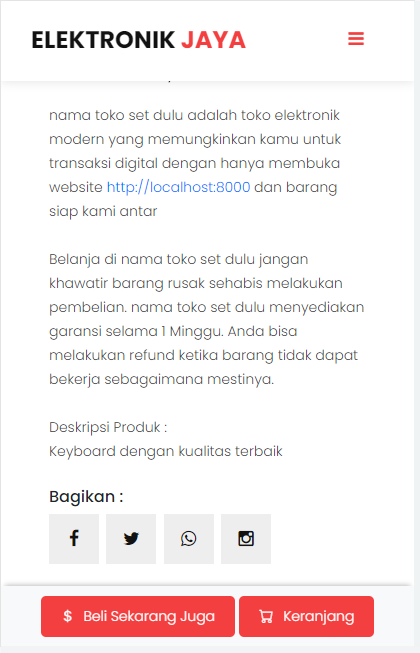 ELEKTRONIK JAYA
nama toko set dulu adalah toko elektronik
modern yang memungkinkan kamu untuk
transaksi digital dengan hanya membuka
website http://localhost:8000 dan barang
siap kami antar
Belanja di nama toko set dulu jangan
khawatir barang rusak sehabis melakukan
pembelian. nama toko set dulu menyediakan
garansi selama 1 Minggu. Anda bisa
melakukan refund ketika barang tidak dapat
bekerja sebagaimana mestinya.
Deskripsi Produk :
Keyboard dengan kualitas terbaik
Bagikan :
$ Beli Sekarang Juga
Keranjang